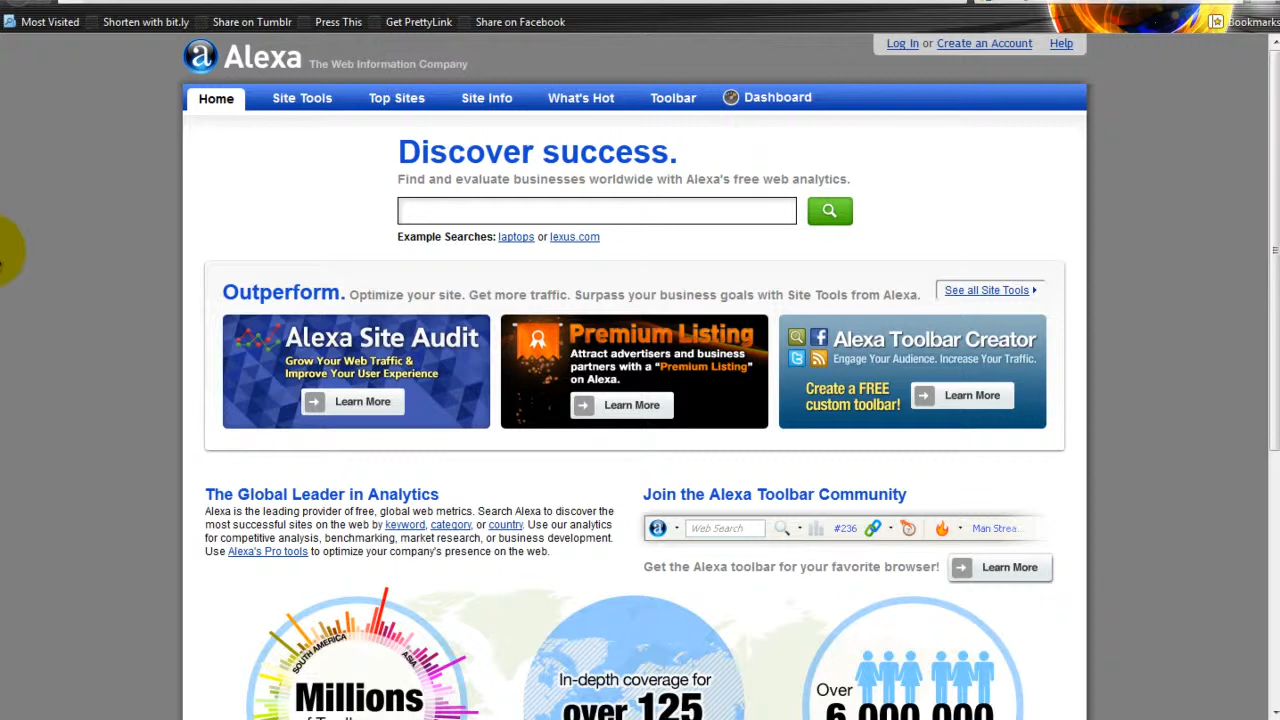 Most Visited Shorten with bit.ly Share on Tumblr Press This Get PrettyLink Share on Facebook Bookmarks
Log In or Create an Account Help
a Alexa The Web Information Company
Home Site Tools Top Sites Site Info What's Hot Toolbar Dashboard
Discover success.
Find and evaluate businesses worldwide with Alexa's free web analytics.
Example Searches: laptops or lexus.com
Outperform. Optimize your site. Get more traffic. Surpass your business goals with Site Tools from Alexa.
See all Site Tools
Alexa Site Audit
Grow Your Web Traffic &
Improve Your User Experience
Learn More
Premium Listing
Attract advertisers and business
partners with a "Premium Listing"
on Alexa.
Learn More
Alexa Toolbar Creator
Engage Your Audience. Increase Your Traffic.
Create a FREE
custom toolbar!
Learn More
The Global Leader in Analytics
Alexa is the leading provider of free, global web metrics. Search Alexa to discover the
most successful sites on the web by keyword, category, or country. Use our analytics
for competitive analysis, benchmarking, market research, or business development.
Use Alexa's Pro tools to optimize your company's presence on the web.
Join the Alexa Toolbar Community
a Web Search #236 Man Strea...
Get the Alexa toolbar for your favorite browser! Learn More
SOUTH AMERICA
ASIA
Millions
In-depth coverage for
over 125
Over
6,000,000